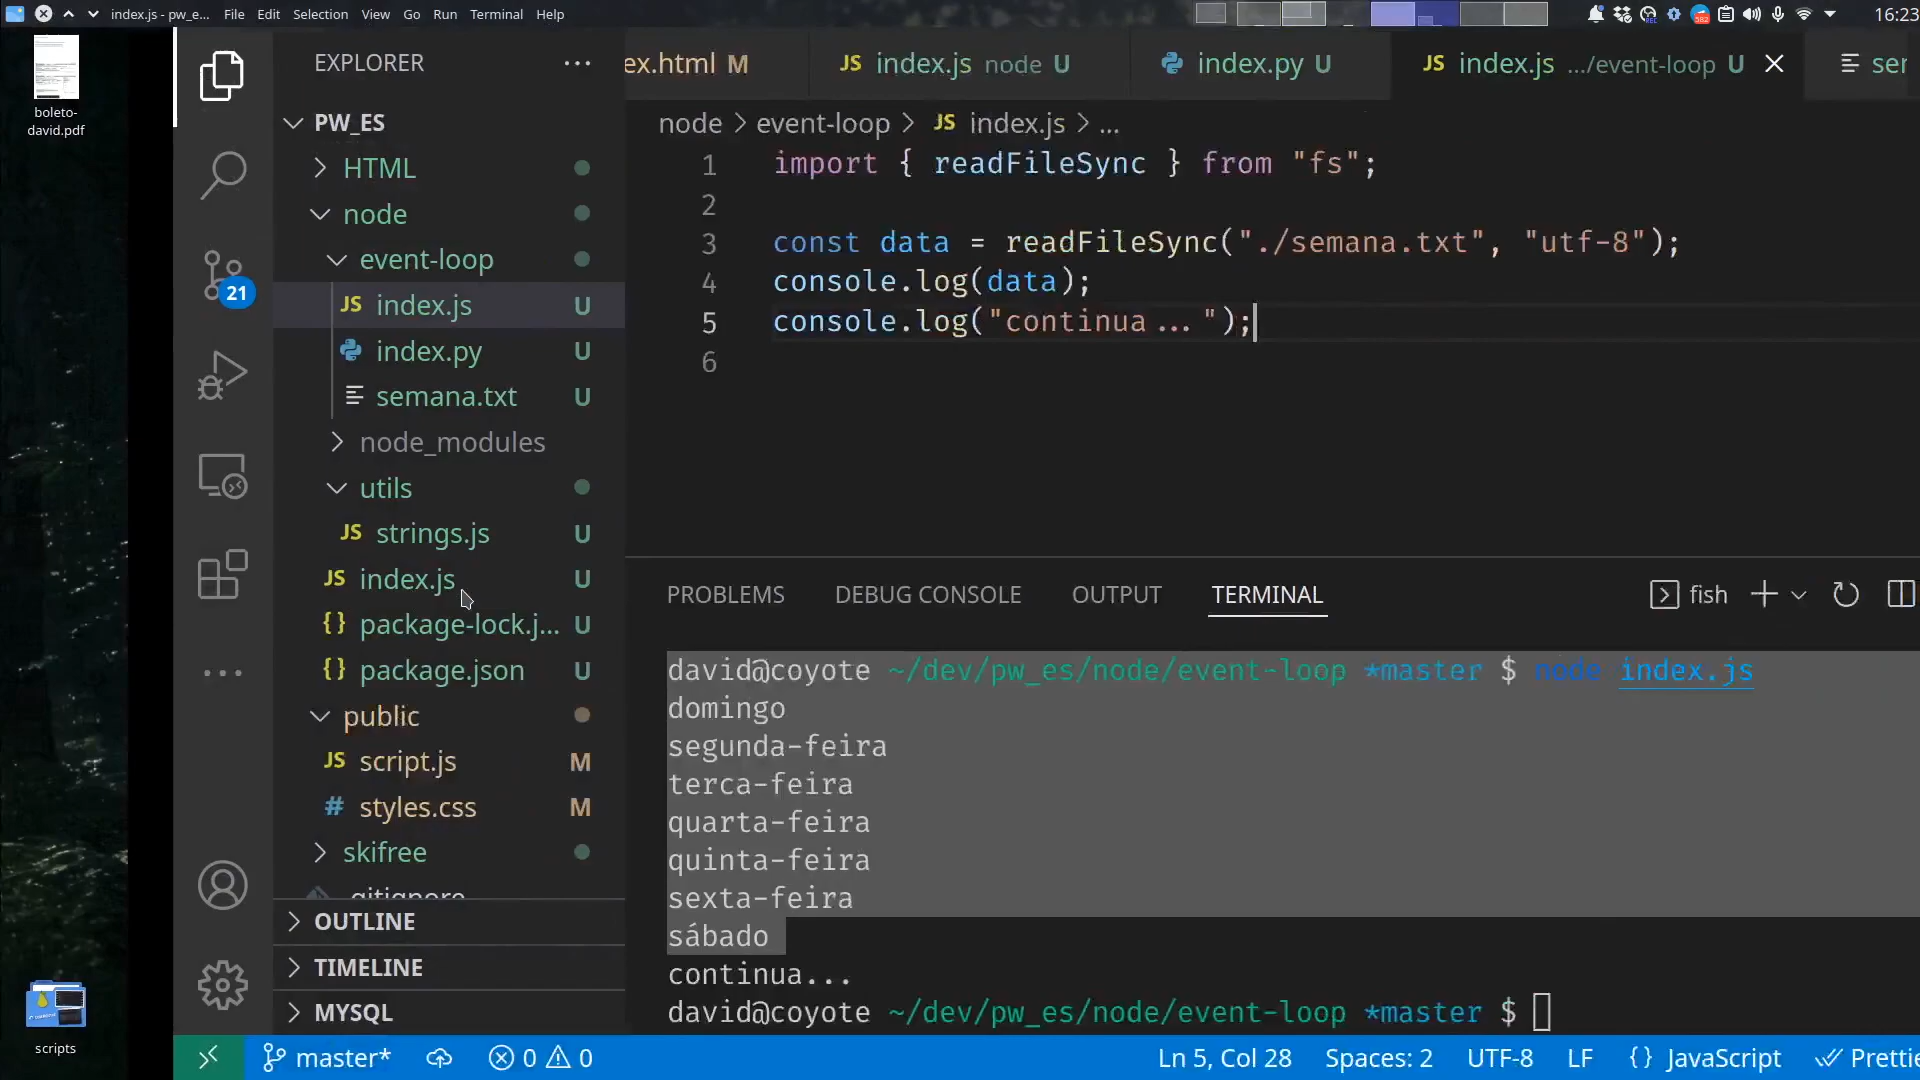 index.js - pw_e... File Edit Selection View Go Run Terminal Help
REC
582
16:23
boleto-
david.pdf
scripts
21
EXPLORER ...
PW_ES
HTML
node
event-loop
JS index.js U
index.py U
semana.txt U
node_modules
utils
JS strings.js U
JS index.js U
{} package-lock.j... U
{} package.json U
public
JS script.js M
# styles.css M
skifree
.gitignore
OUTLINE
TIMELINE
MYSQL
ex.html M
JS index.js node U
index.py U
JS index.js .../event-loop U
ser
node > event-loop > JS index.js > ...
1 import { readFileSync } from "fs";
2
3 const data = readFileSync("./semana.txt", "utf-8");
4 console.log(data);
5 console.log("continua...");
6
PROBLEMS DEBUG CONSOLE OUTPUT TERMINAL
fish
david@coyote ~/dev/pw_es/node/event-loop *master $ node index.js
domingo
segunda-feira
terca-feira
quarta-feira
quinta-feira
sexta-feira
sábado
continua...
david@coyote ~/dev/pw_es/node/event-loop *master $
master* 0 0 Ln 5, Col 28 Spaces: 2 UTF-8 LF {} JavaScript Prettie